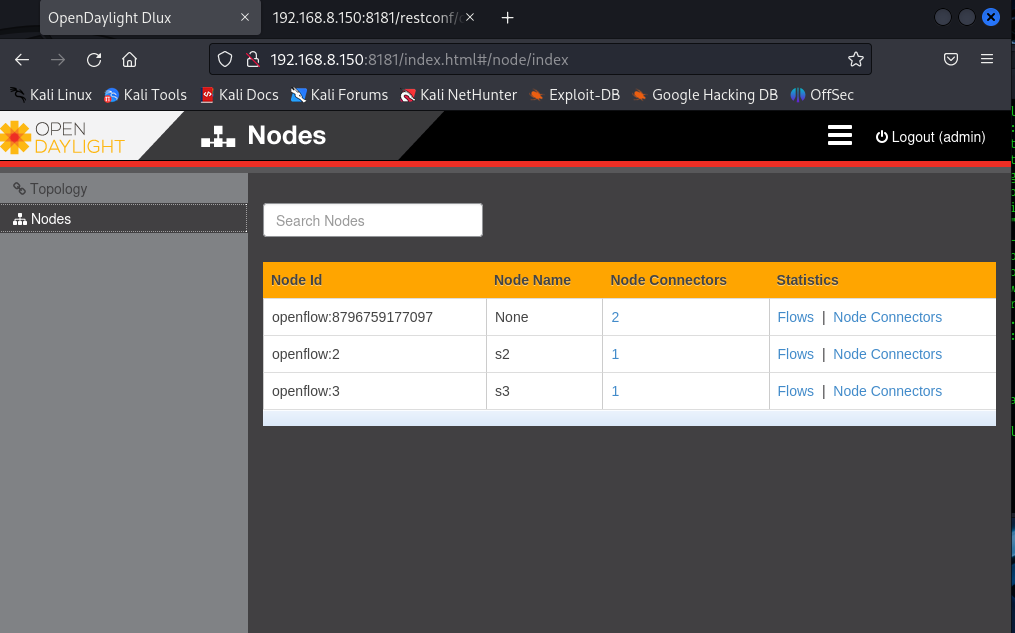 OpenDaylight Dlux × 192.168.8.150:8181/restconf/ × +
192.168.8.150:8181/index.html#/node/index
Kali Linux Kali Tools Kali Docs Kali Forums Kali NetHunter Exploit-DB Google Hacking DB OffSec
OPEN
DAYLIGHT
Nodes
Logout (admin)
Topology
Nodes
Search Nodes
Node Id Node Name Node Connectors Statistics
openflow:8796759177097 None 2 Flows | Node Connectors
openflow:2 s2 1 Flows | Node Connectors
openflow:3 s3 1 Flows | Node Connectors